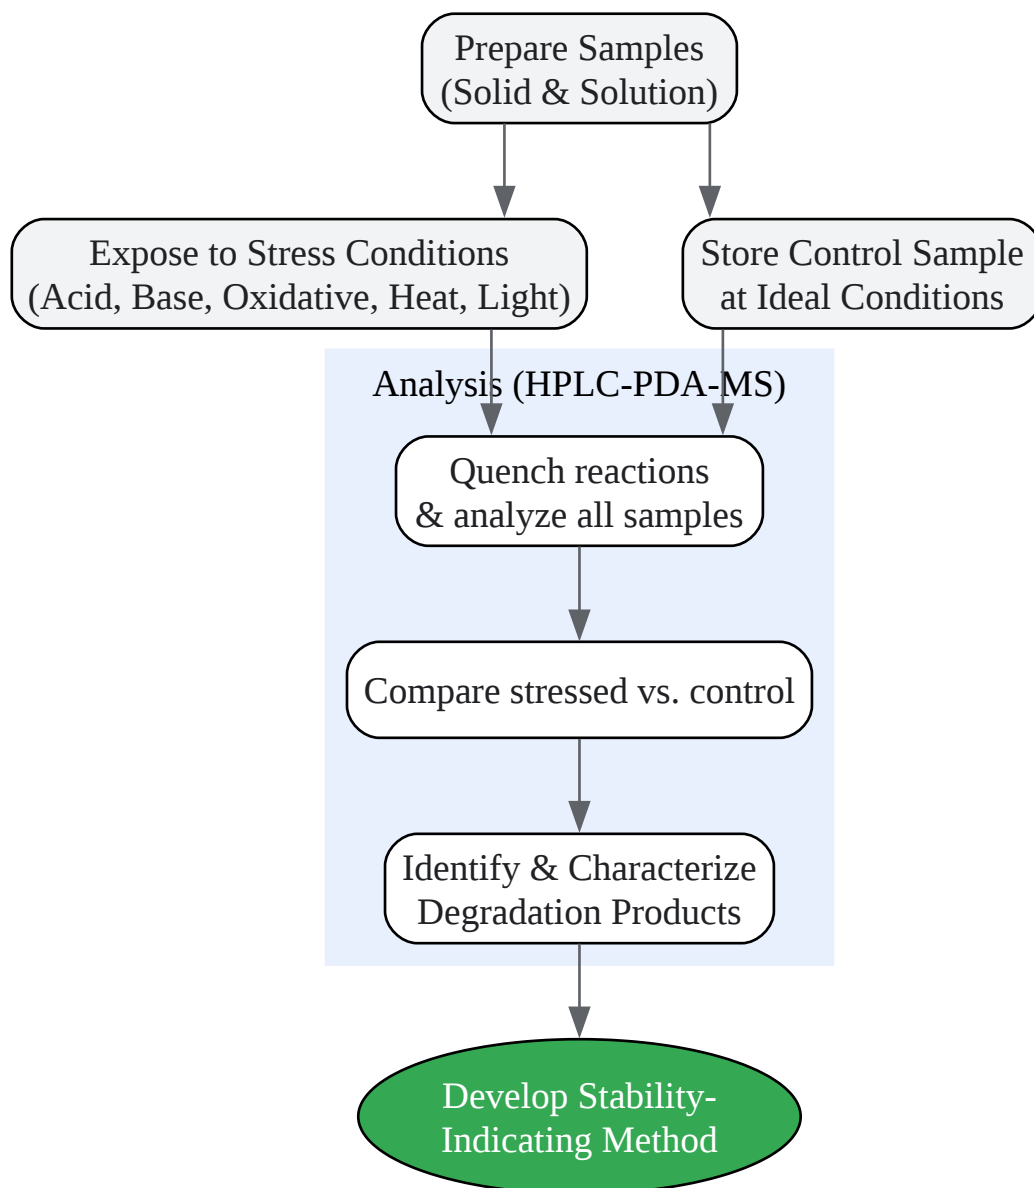 Prepare Samples
(Solid & Solution)
Expose to Stress Conditions
(Acid, Base, Oxidative, Heat, Light)
Store Control Sample
at Ideal Conditions
Analysis (HPLC-PDA-MS)
Quench reactions
& analyze all samples
Compare stressed vs. control
Identify & Characterize
Degradation Products
Develop Stability-
Indicating Method